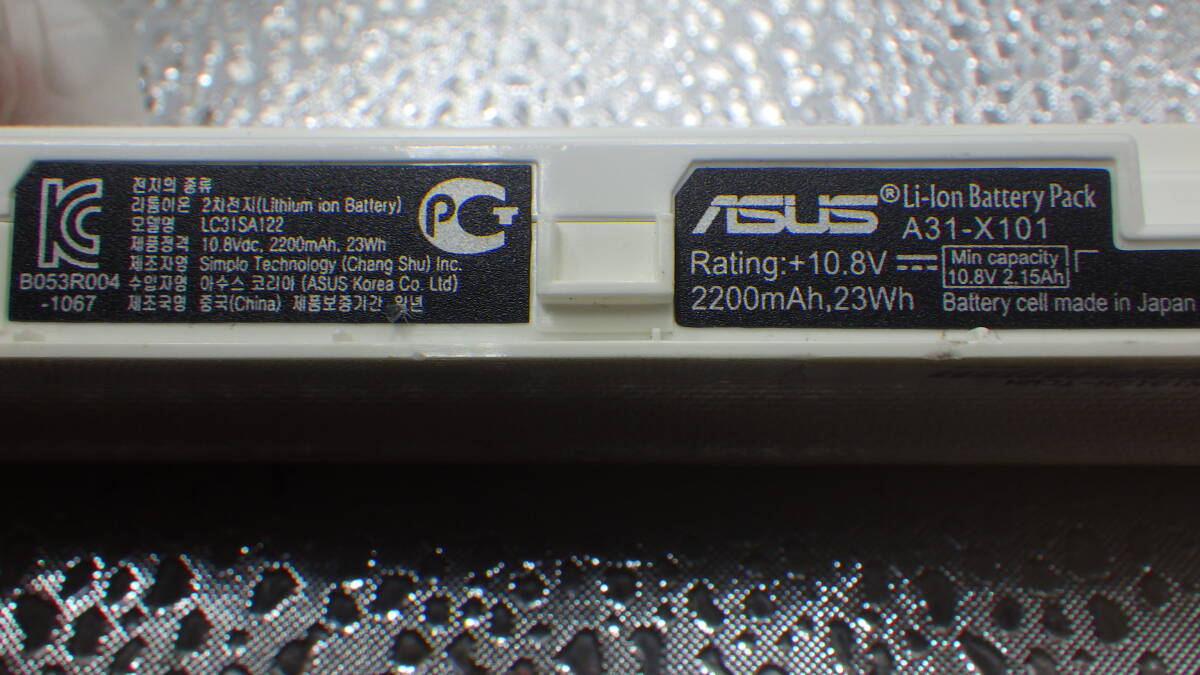 전지의 종류
리튬이온 2차전지(Lithium ion Battery)
모델명 LC31SA122
제품정격 10.8Vdc, 2200mAh, 23Wh
제조자명 Simplo Technology (Chang Shu) Inc.
수입자명 아수스 코리아 (ASUS Korea Co. Ltd)
제조국명 중국(China) 제품보증기간 일년
B053R004
-1067
PCT
ASUS® Li-Ion Battery Pack
A31-X101
Rating:+10.8V
Min capacity
10.8V 2.15Ah
2200mAh,23Wh
Battery cell made in Japan